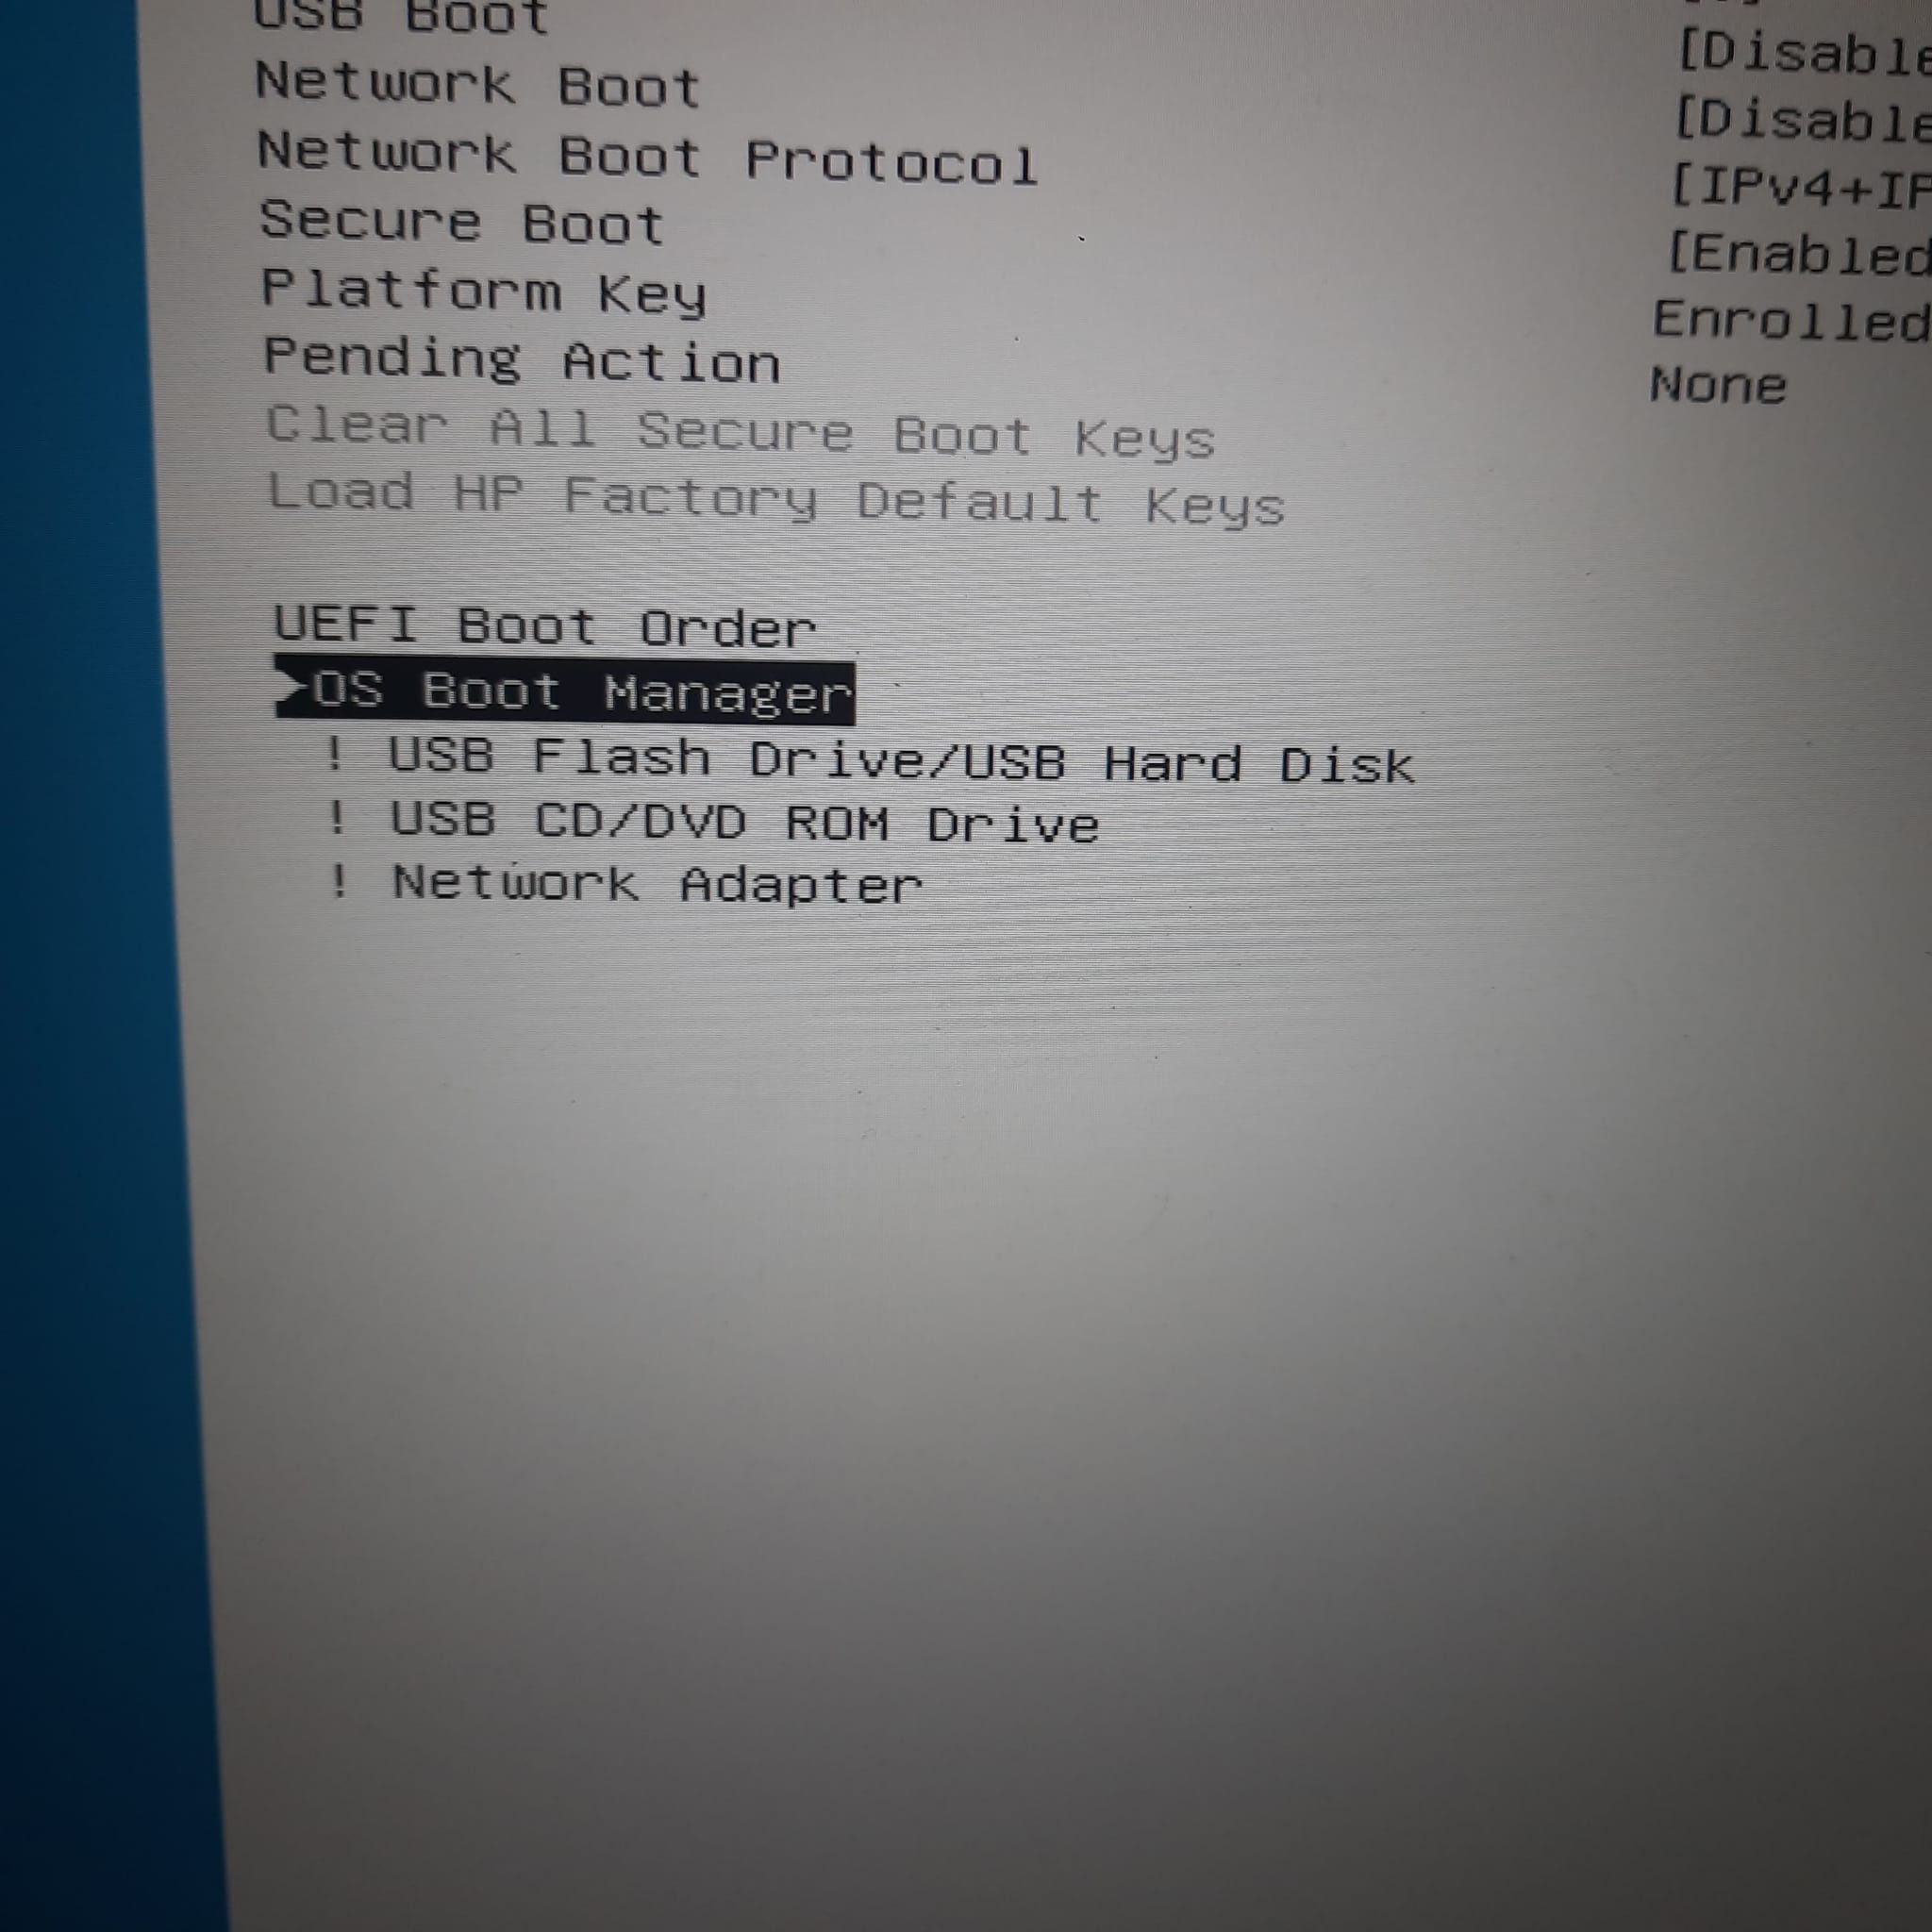 USB Boot [Disable
Network Boot [Disable
Network Boot Protocol [IPv4+IP
Secure Boot [Enabled
Platform Key Enrolled
Pending Action None
Clear All Secure Boot Keys
Load HP Factory Default Keys
UEFI Boot Order
OS Boot Manager
! USB Flash Drive/USB Hard Disk
! USB CD/DVD ROM Drive
! Network Adapter